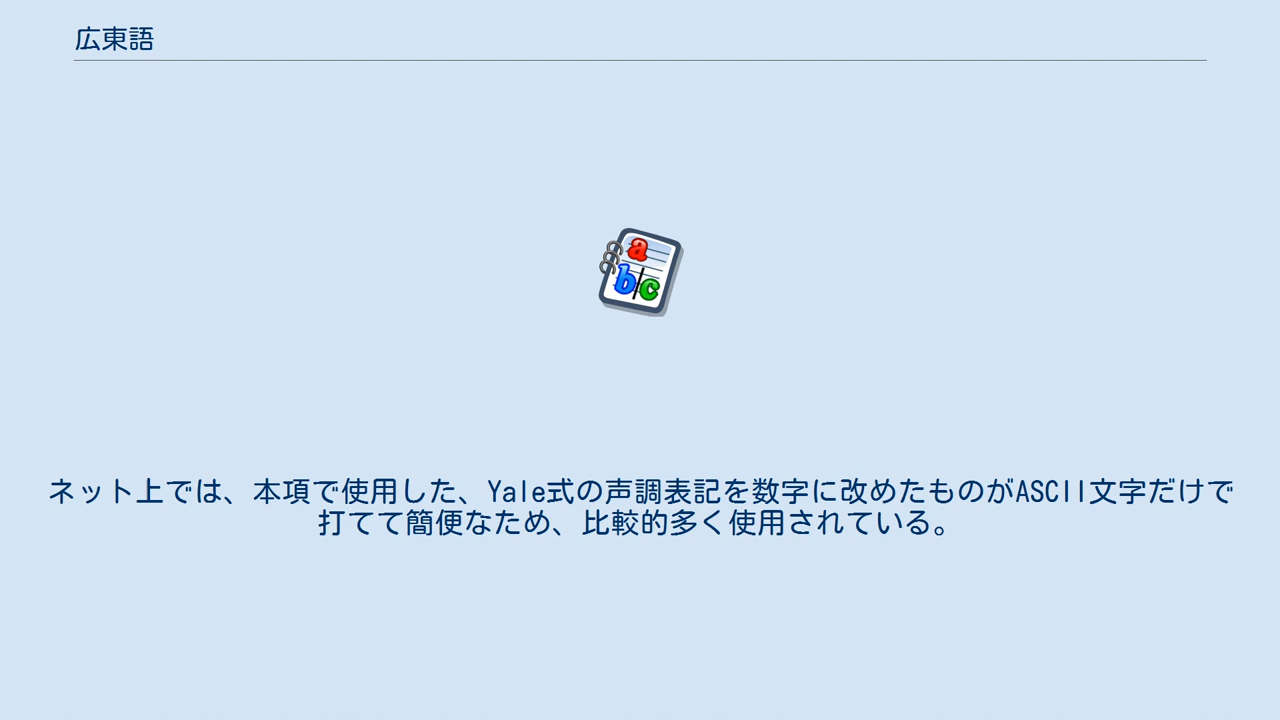 広東語
a
b c
ネット上では、本項で使用した、Yale式の声調表記を数字に改めたものがASCII文字だけで
打てて簡便なため、比較的多く使用されている。